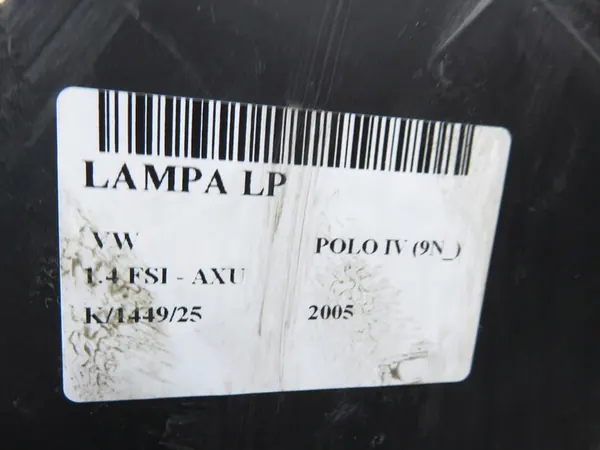 LAMPA LP
VW POLO IV (9N_)
1.4 FSI - AXU
K/1449/25 2005